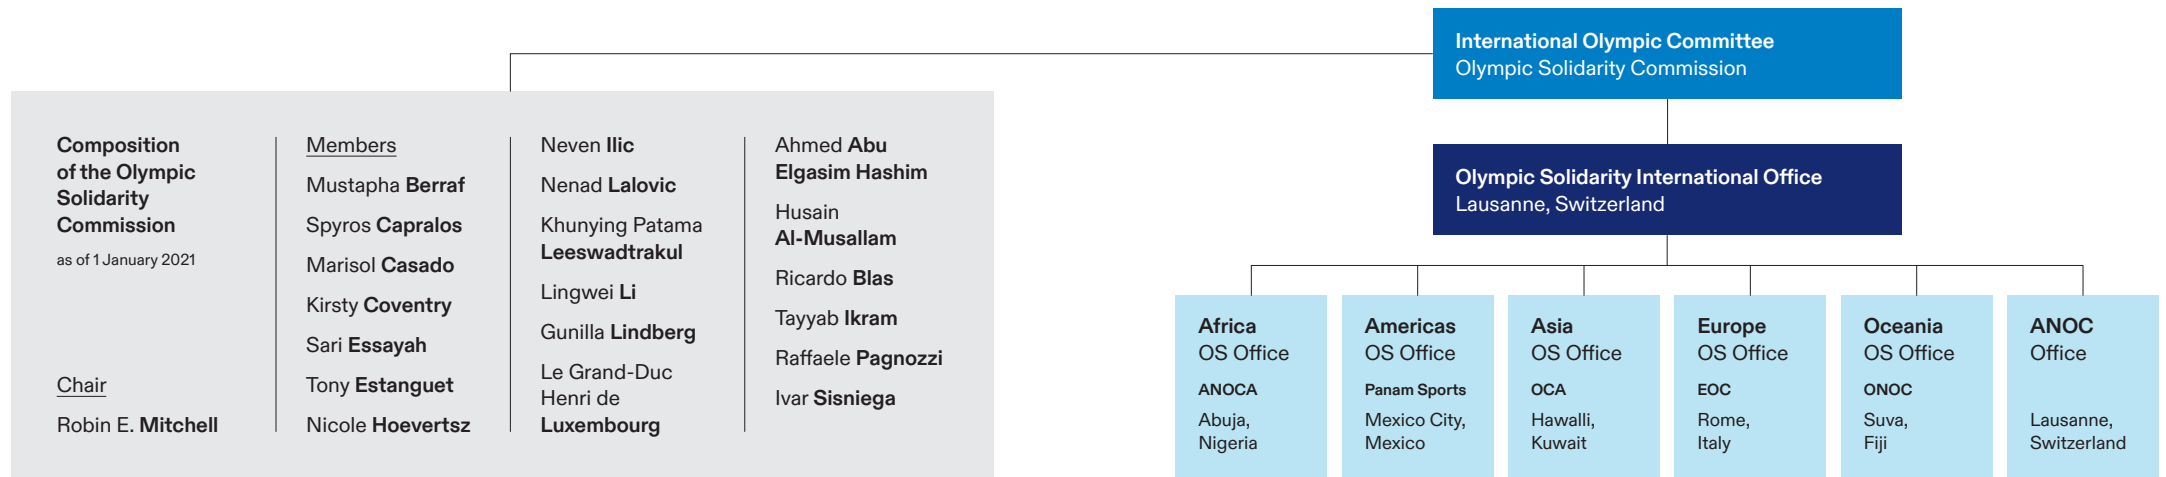 International Olympic Committee
Olympic Solidarity Commission
Olympic Solidarity International Office
Lausanne, Switzerland
Composition
of the Olympic
Solidarity
Commission
as of 1 January 2021
Chair
Robin E. Mitchell
Members
Mustapha Berraf
Spyros Capralos
Marisol Casado
Kirsty Coventry
Sari Essayah
Tony Estanguet
Nicole Hoevertsz
Neven Ilic
Nenad Lalovic
Khunying Patama
Leeswadtrakul
Lingwei Li
Gunilla Lindberg
Le Grand-Duc
Henri de
Luxembourg
Ahmed Abu
Elgasim Hashim
Husain
Al-Musallam
Ricardo Blas
Tayyab Ikram
Raffaele Pagnozzi
Ivar Sisniega
Africa
OS Office
ANOCA
Abuja,
Nigeria
Americas
OS Office
Panam Sports
Mexico City,
Mexico
Asia
OS Office
OCA
Hawalli,
Kuwait
Europe
OS Office
EOC
Rome,
Italy
Oceania
OS Office
ONOC
Suva,
Fiji
ANOC
Office
Lausanne,
Switzerland